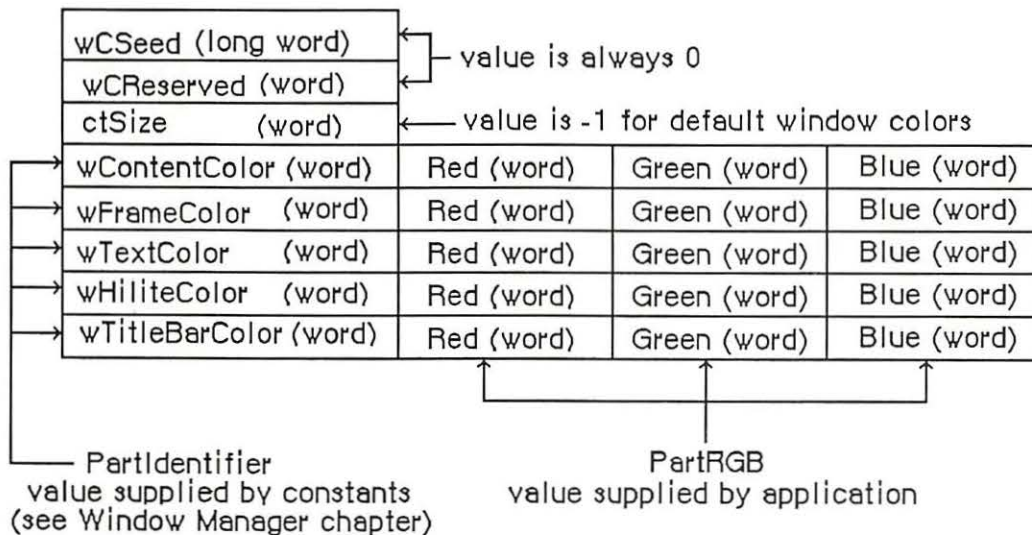 wCSeed (long word)
value is always 0
wCReserved (word)
ctSize (word)
value is -1 for default window colors
wContentColor (word) Red (word) Green (word) Blue (word)
wFrameColor (word) Red (word) Green (word) Blue (word)
wTextColor (word) Red (word) Green (word) Blue (word)
wHiliteColor (word) Red (word) Green (word) Blue (word)
wTitleBarColor (word) Red (word) Green (word) Blue (word)
PartIdentifier
value supplied by constants
(see Window Manager chapter)
PartRGB
value supplied by application